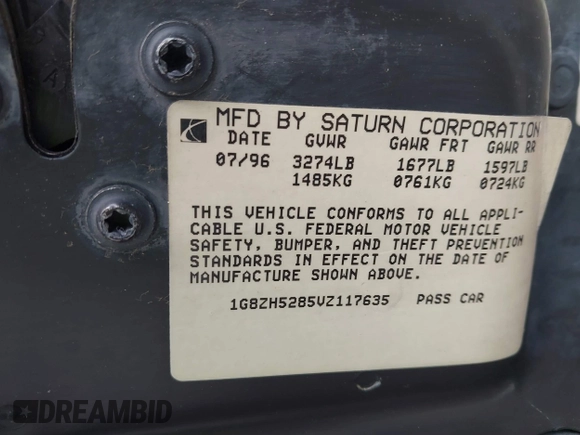 MFD BY SATURN CORPORATION
DATE GVWR GAWR FRT GAWR RR
07/96 3274LB 1677LB 1597LB
1485KG 0761KG 0724KG
THIS VEHICLE CONFORMS TO ALL APPLI-
CABLE U.S. FEDERAL MOTOR VEHICLE
SAFETY, BUMPER, AND THEFT PREVENTION
STANDARDS IN EFFECT ON THE DATE OF
MANUFACTURE SHOWN ABOVE.
1G8ZH5285VZ117635 PASS CAR
DREAMBID